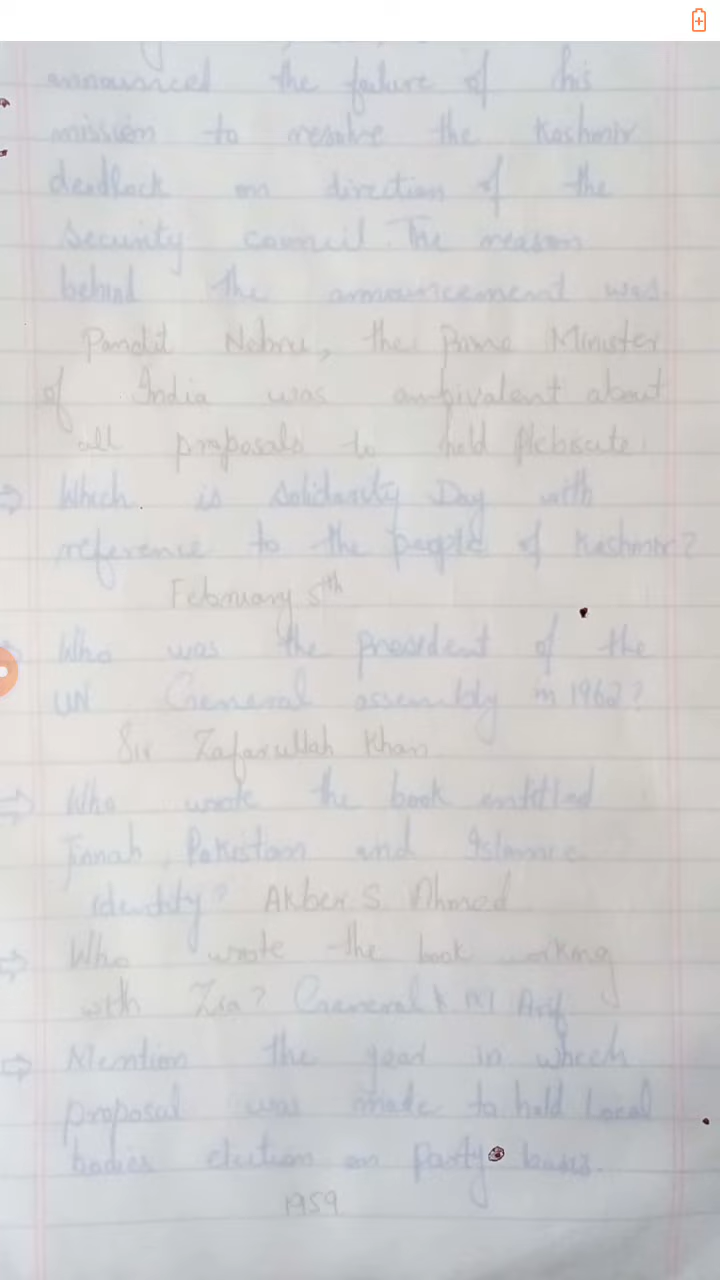 announced the failure of his
mission to resolve the Kashmir
deadlock on direction of the
Security council. The reason
behind the announcement was.
Pandit Nehru, the Prime Minister
of India was ambivalent about
all proposals to hold Plebiscite.
⇒ Which is Solidarity Day with
reference to the people of Kashmir?
February 5th
⇒ Who was the president of the
UN General assembly in 1962?
Sir Zafarullah Khan
⇒ Who wrote the book entitled
Jinnah, Pakistan and Islamic
identity? Akber S. Ahmed
⇒ Who wrote the book working
with Zia? General K M Arif
⇒ Mention the year in which
proposal was made to hold Local
bodies election on party bases.
1959